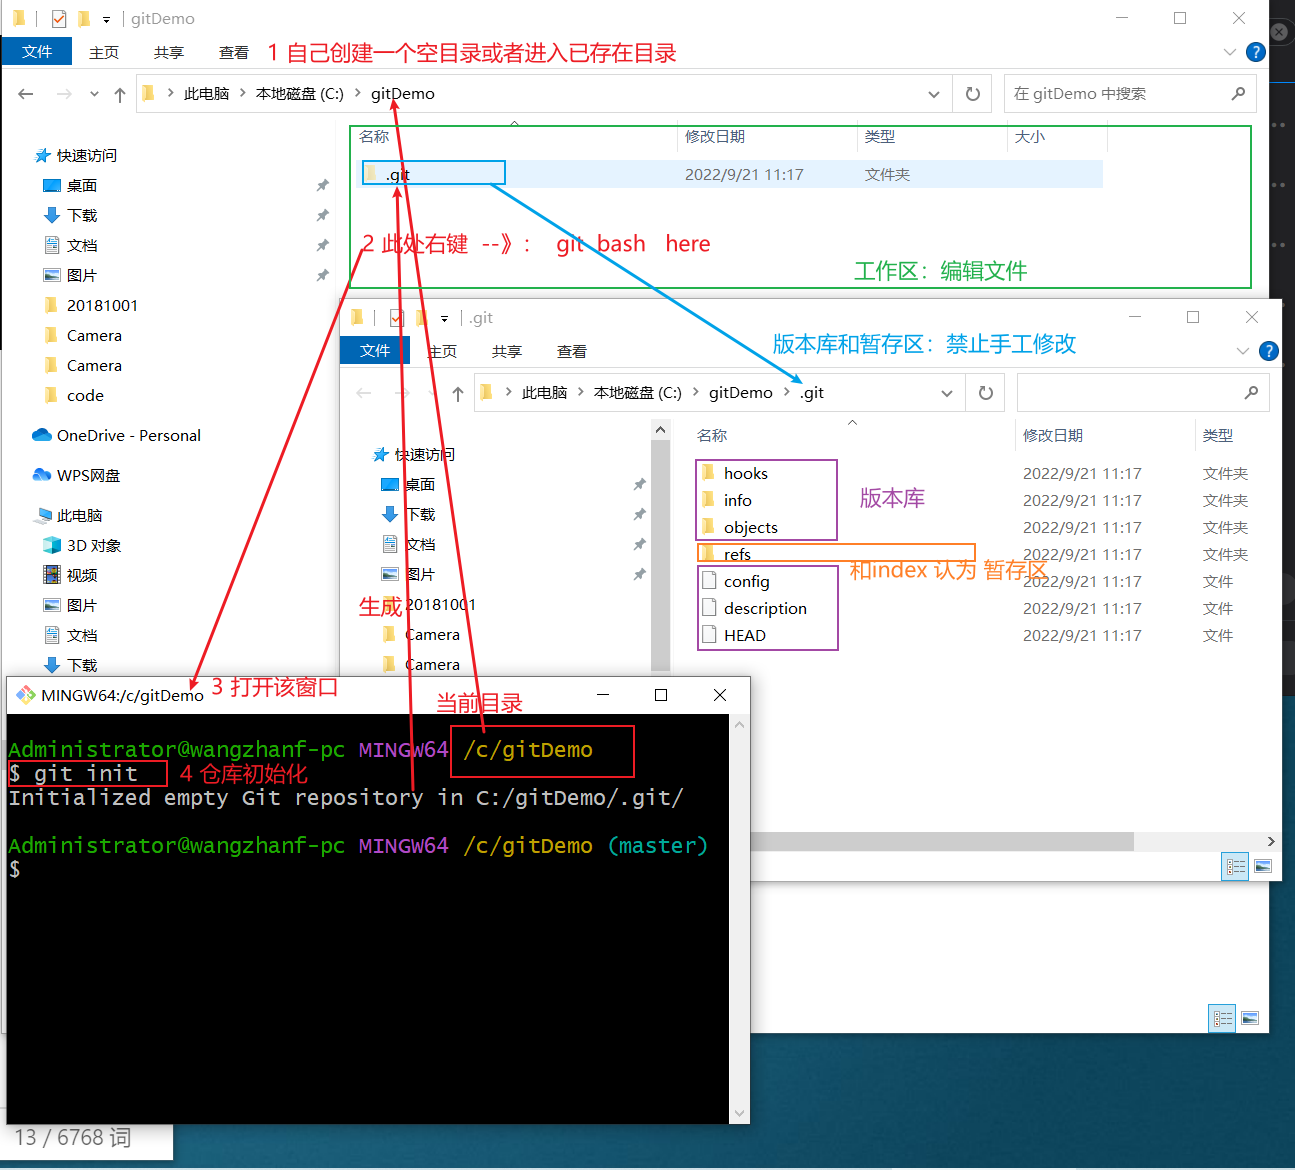 gitDemo
文件 主页 共享 查看 1 自己创建一个空目录或者进入已存在目录
此电脑 本地磁盘 (C:) gitDemo 在 gitDemo 中搜索
名称 修改日期 类型 大小
.git 2022/9/21 11:17 文件夹
2 此处右键 --》： git bash here
工作区：编辑文件
快速访问
桌面
下载
文档
图片
20181001
Camera
Camera
code
OneDrive - Personal
WPS网盘
此电脑
3D 对象
视频
图片
文档
下载
.git
文件 主页 共享 查看
版本库和暂存区：禁止手工修改
此电脑 本地磁盘 (C:) gitDemo .git
名称 修改日期 类型
hooks 2022/9/21 11:17 文件夹
info 2022/9/21 11:17 文件夹
objects 2022/9/21 11:17 文件夹
refs 2022/9/21 11:17 文件夹
config 2022/9/21 11:17 文件
description 2022/9/21 11:17 文件
HEAD 2022/9/21 11:17 文件
版本库
和index 认为 暂存区
快速访问
桌面
下载
文档
图片
20181001
Camera
Camera
生成
MINGW64:/c/gitDemo
3 打开该窗口
当前目录
Administrator@wangzhanf-pc MINGW64 /c/gitDemo
$ git init
4 仓库初始化
Initialized empty Git repository in C:/gitDemo/.git/
Administrator@wangzhanf-pc MINGW64 /c/gitDemo (master)
$
13 / 6768 词